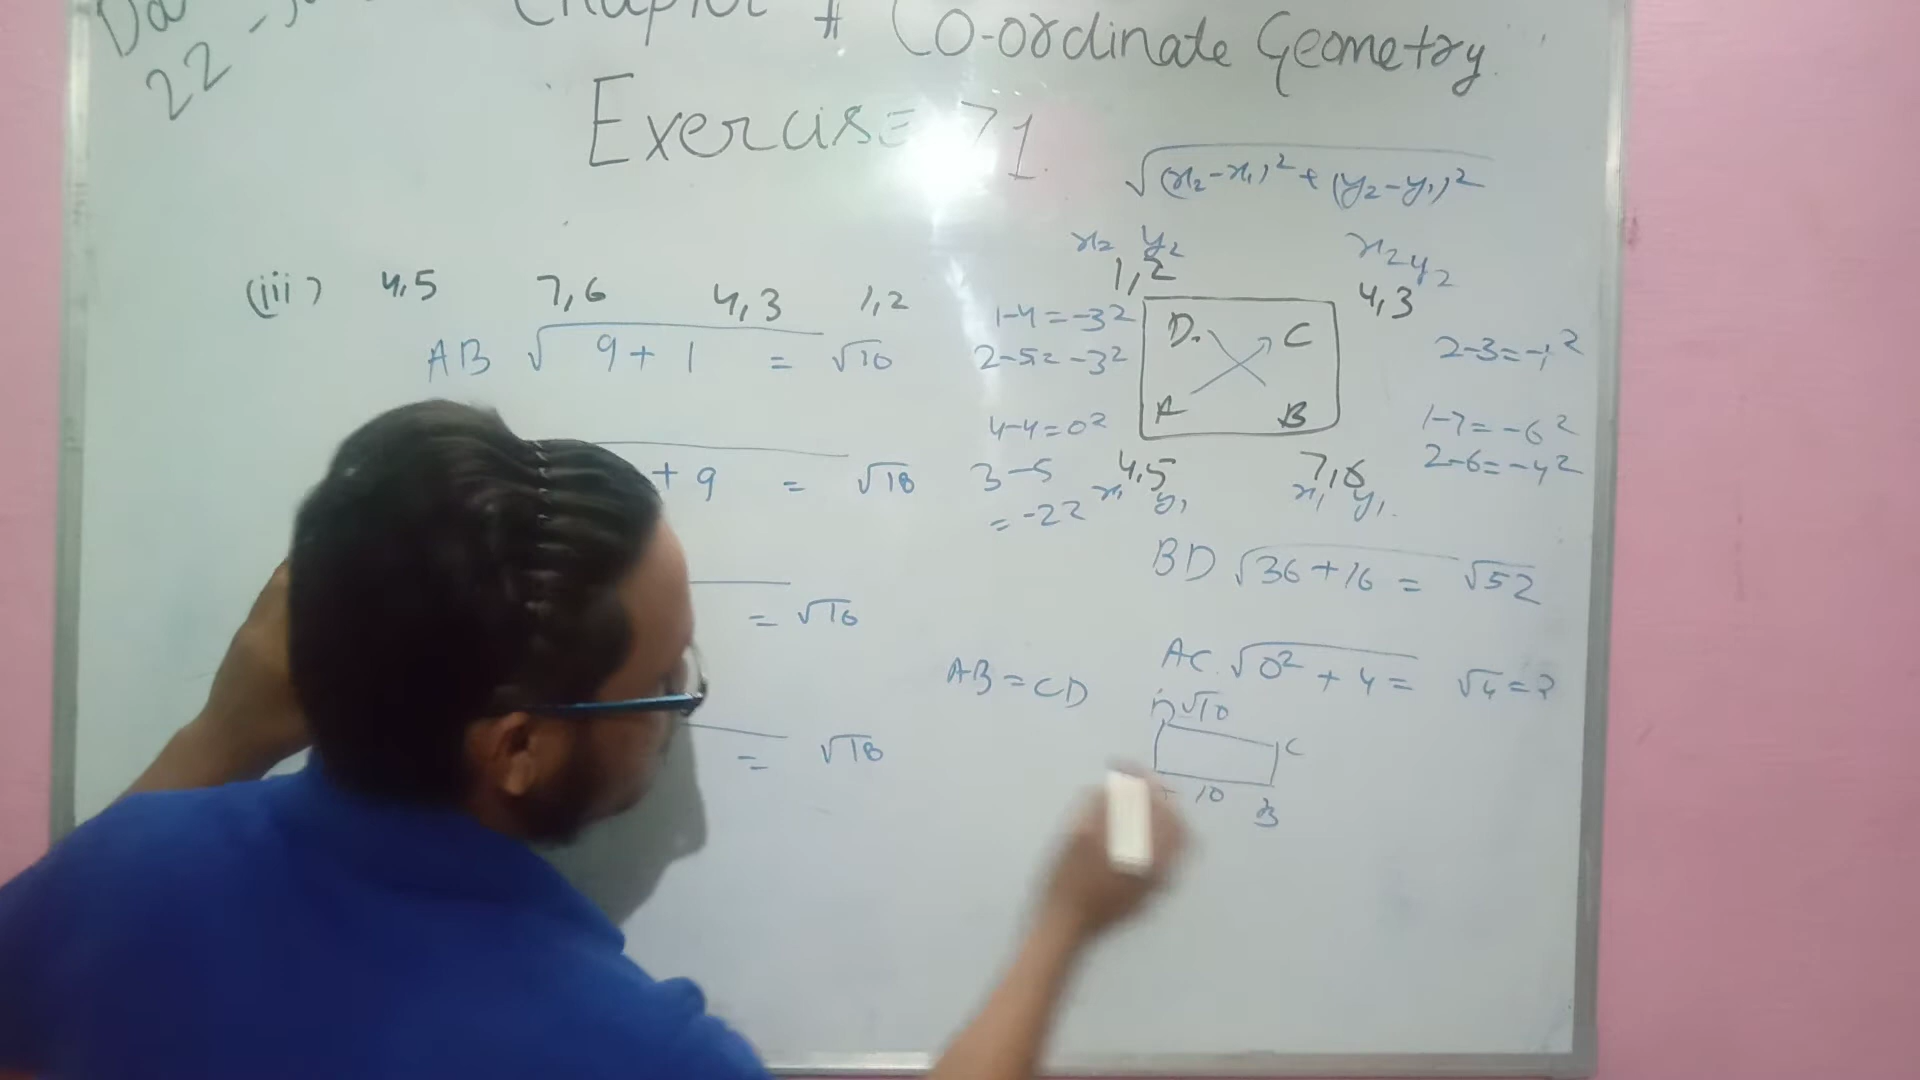 22
Chapter 7 Co-ordinate Geometry
Exercise 7.1
√(x₂-x₁)² + (y₂-y₁)²
(iii) 4,5 7,6 4,3 1,2
AB √9+1 = √10
+ 9 = √18
= √10
= √18
x₂ y₂
1,2
x₂ y₂
4,3
1-4=-3²
2-5=-3²
D C
A B
2-3=-1²
4-4=0²
3-5
=-2²
4,5
x₁ y₁
7,6
x₁ y₁
1-7=-6²
2-6=-4²
BD √36+16 = √52
AC √0²+4= √4=2
AB=CD
D √10
C
10 B